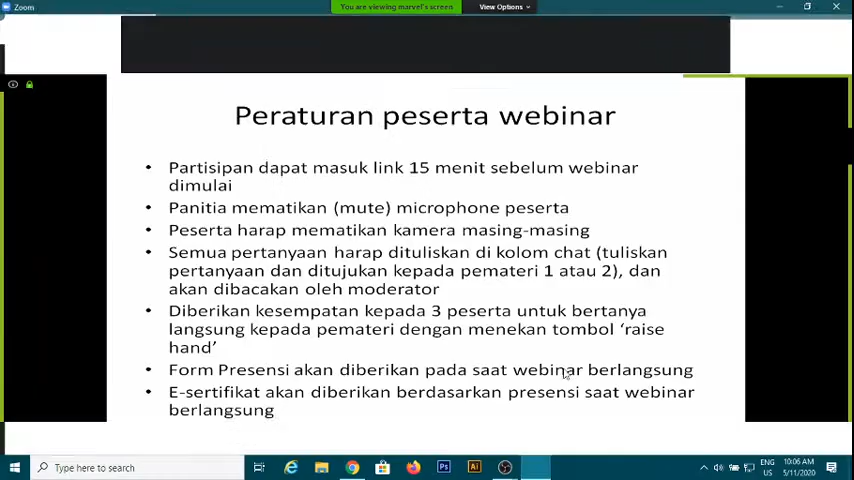 Zoom
You are viewing marvel's screen
View Options
Peraturan peserta webinar
• Partisipan dapat masuk link 15 menit sebelum webinar
dimulai
• Panitia mematikan (mute) microphone peserta
• Peserta harap mematikan kamera masing-masing
• Semua pertanyaan harap dituliskan di kolom chat (tuliskan
pertanyaan dan ditujukan kepada pemateri 1 atau 2), dan
akan dibacakan oleh moderator
• Diberikan kesempatan kepada 3 peserta untuk bertanya
langsung kepada pemateri dengan menekan tombol ‘raise
hand’
• Form Presensi akan diberikan pada saat webinar berlangsung
• E-sertifikat akan diberikan berdasarkan presensi saat webinar
berlangsung
Type here to search
Ps
Ai
ENG
US
10:06 AM
5/11/2020